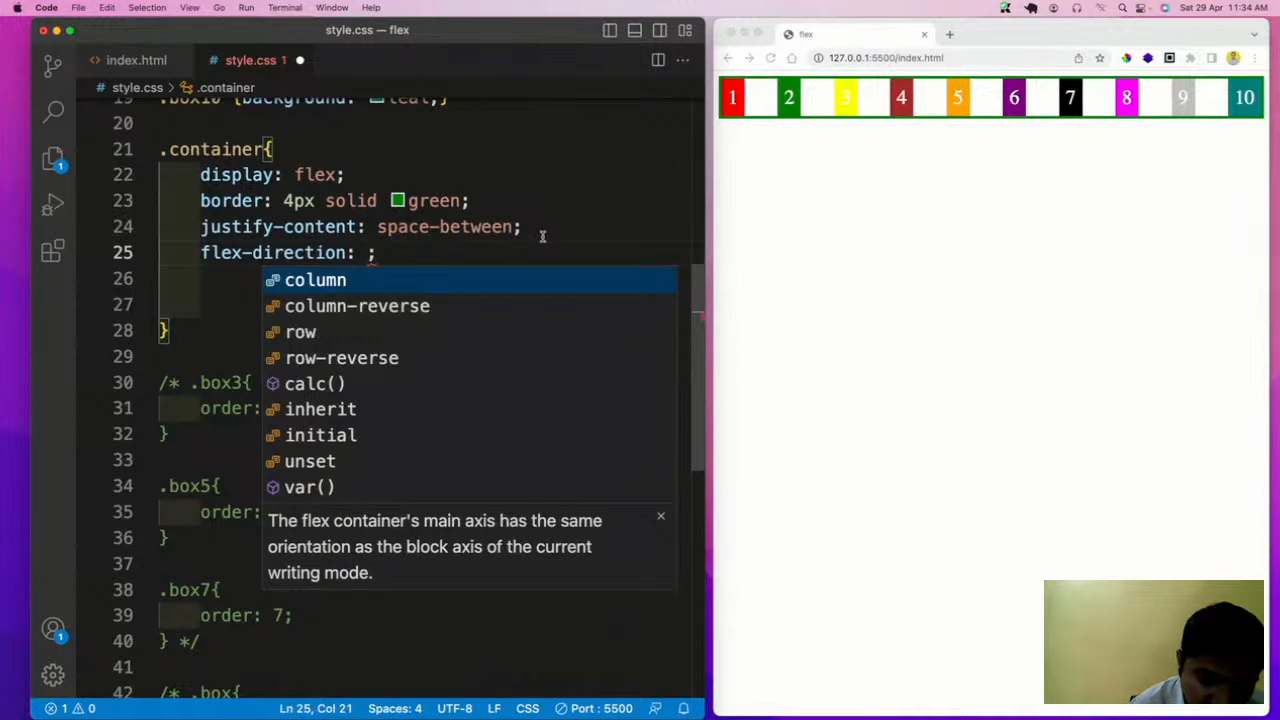 Code File Edit Selection View Go Run Terminal Window Help
Sat 29 Apr 11:34 AM
style.css — flex
index.html
style.css 1
style.css > .container
19 .box10 {background: teal;}
20
21 .container{
22 display: flex;
23 border: 4px solid green;
24 justify-content: space-between;
25 flex-direction: ;
26
27
28 }
29
30 /* .box3{
31 order:
32 }
33
34 .box5{
35 order:
36 }
37
38 .box7{
39 order: 7;
40 } */
41
42 /* .box{
column
column-reverse
row
row-reverse
calc()
inherit
initial
unset
var()
The flex container's main axis has the same
orientation as the block axis of the current
writing mode.
1
1
1 0
Ln 25, Col 21 Spaces: 4 UTF-8 LF CSS Port : 5500
flex
127.0.0.1:5500/index.html
1 2 3 4 5 6 7 8 9 10